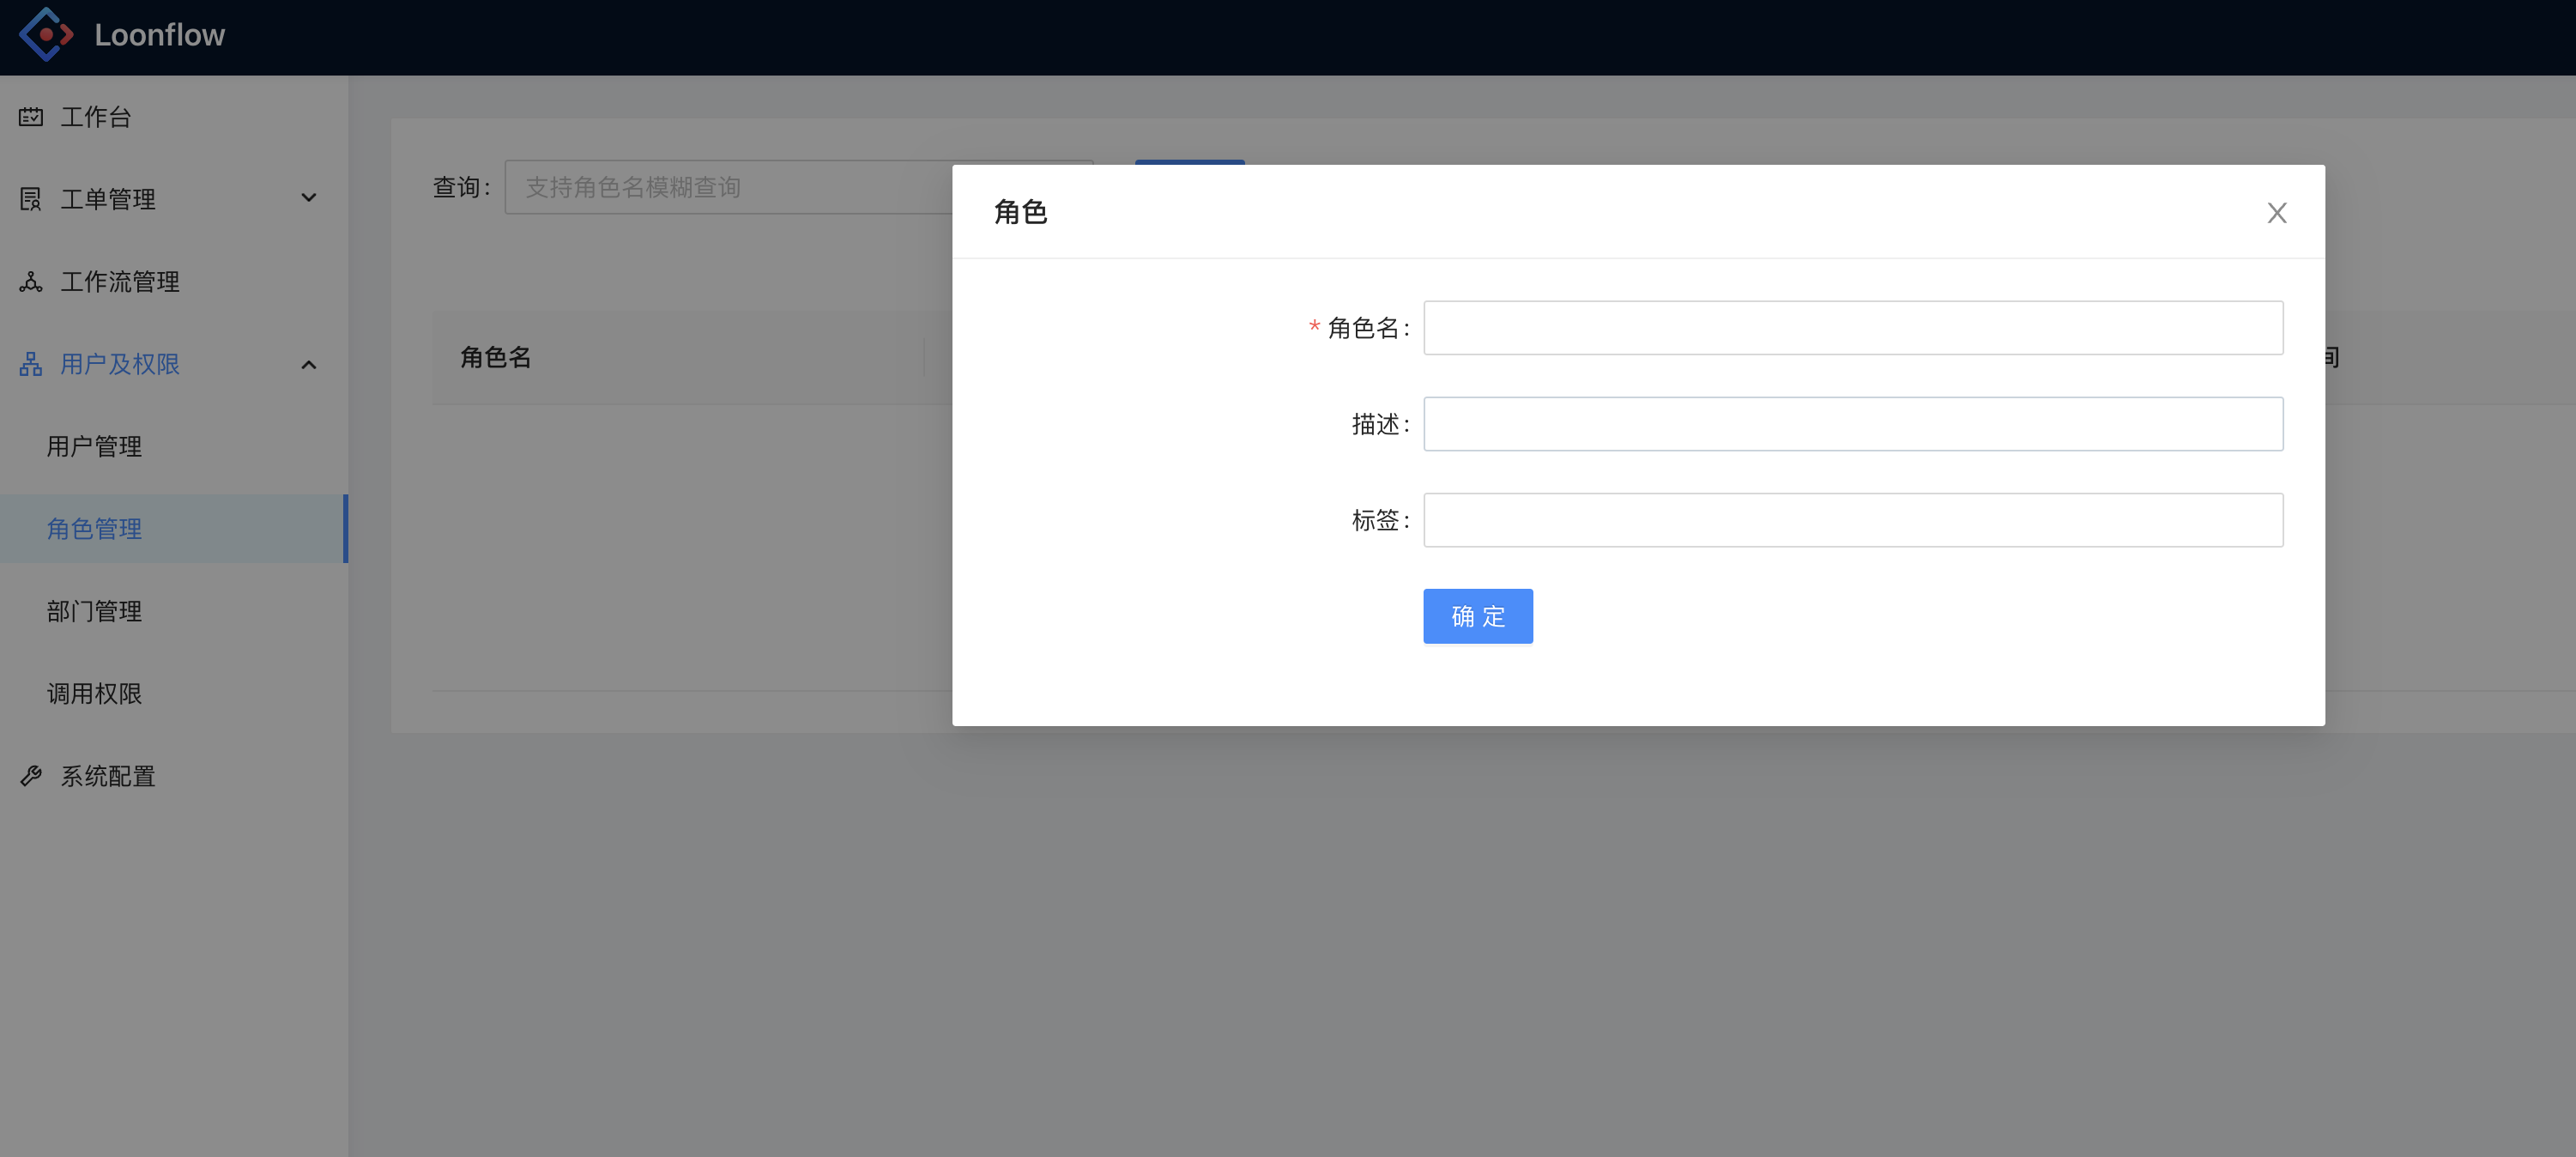 Loonflow
工作台
工单管理
工作流管理
用户及权限
用户管理
角色管理
部门管理
调用权限
系统配置
查询:
支持角色名模糊查询
角色名
角色
* 角色名:
描述:
标签:
确 定
间